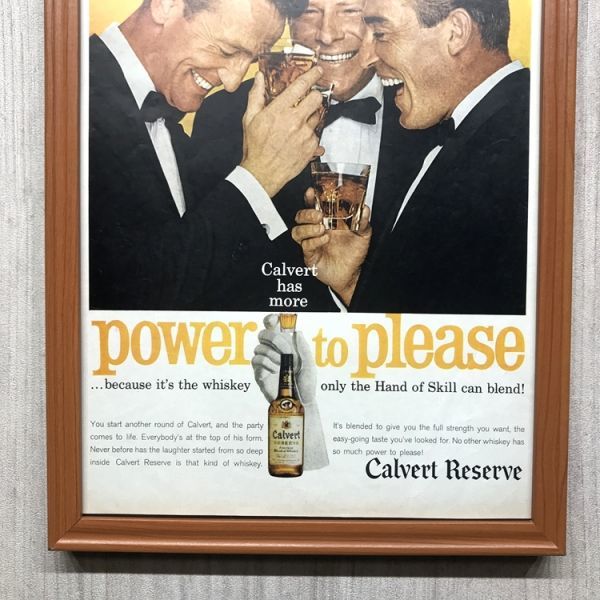 Calvert
has
more
power to please
...because it's the whiskey only the Hand of Skill can blend!
You start another round of Calvert, and the party
comes to life. Everybody's at the top of his form.
Never before has the laughter started from so deep
inside Calvert Reserve is that kind of whiskey.
It's blended to give you the full strength you want, the
easy-going taste you've looked for. No other whiskey has
so much power to please!
Calvert Reserve
Calvert
RESERVE